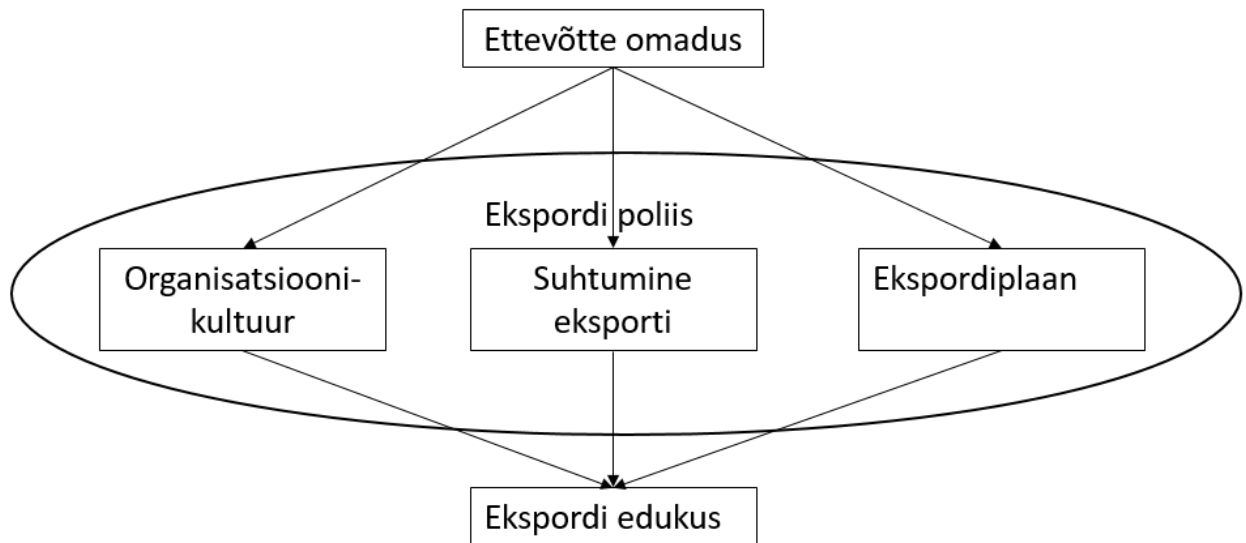 Ettevõtte omadus
Ekspordi poliis
Organisatsiooni-
kultuur
Suhtumine
eksporti
Ekspordiplaan
Ekspordi edukus